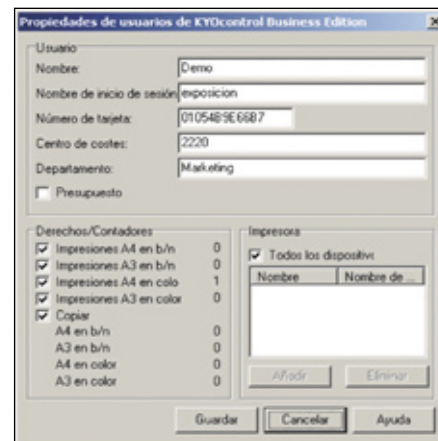 Propiedades de usuarios de KYOcontrol Business Edition
Usuario
Nombre: Demo
Nombre de inicio de sesión exposicion
Número de tarjeta: 01054B9E66B7
Centro de costes: 2220
Departamento: Marketing
Presupuesto
Derechos/Contadores
Impresiones A4 en b/n 0
Impresiones A3 en b/n 0
Impresiones A4 en colo 1
Impresiones A3 en color 0
Copiar
A4 en b/n 0
A3 en b/n 0
A4 en color 0
A3 en color 0
Impresora
Todos los dispositivo
Nombre Nombre de ...
Añadir Eliminar
Guardar Cancelar Ayuda